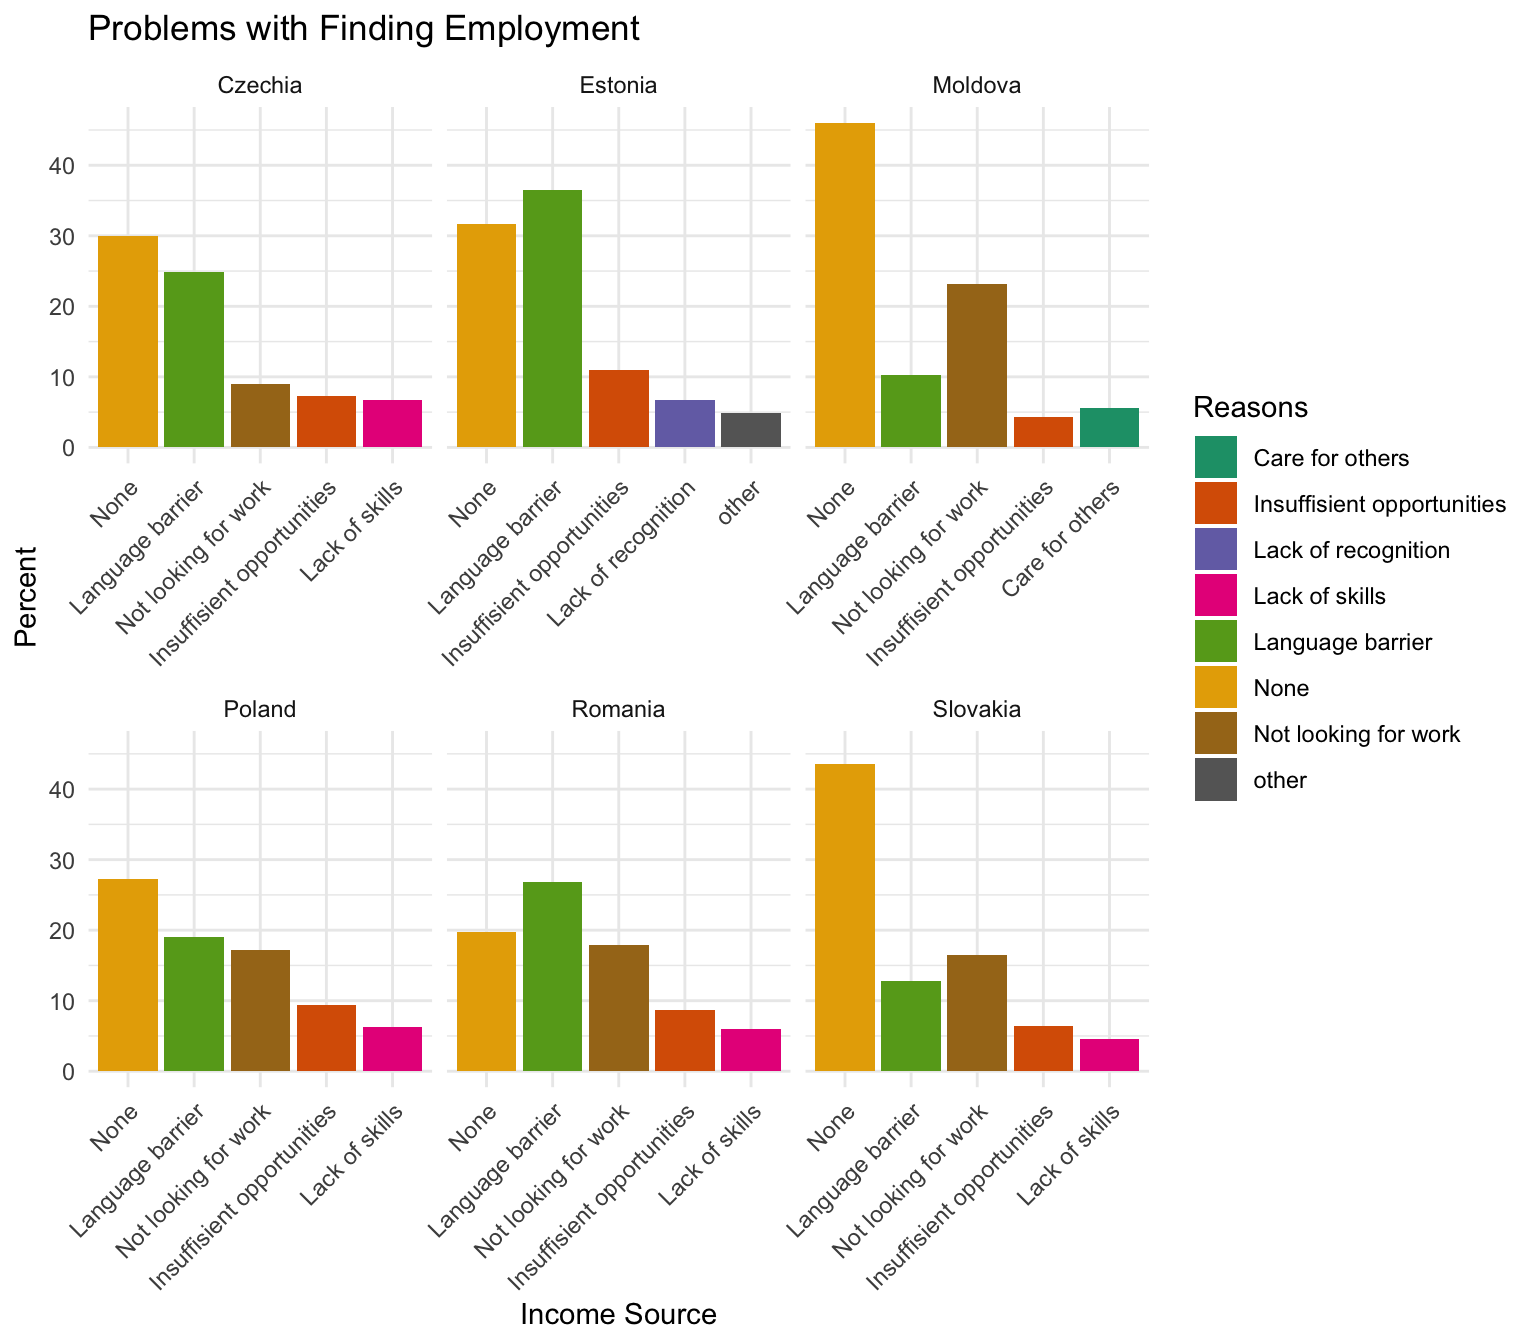 Problems with Finding Employment
Czechia
Estonia
Moldova
40
30
20
10
0
None
Language barrier
Not looking for work
Insuffisient opportunities
Lack of skills
None
Language barrier
Insuffisient opportunities
Lack of recognition
other
None
Language barrier
Not looking for work
Insuffisient opportunities
Care for others
Percent
Poland
Romania
Slovakia
40
30
20
10
0
None
Language barrier
Not looking for work
Insuffisient opportunities
Lack of skills
None
Language barrier
Not looking for work
Insuffisient opportunities
Lack of skills
None
Language barrier
Not looking for work
Insuffisient opportunities
Lack of skills
Income Source
Reasons
Care for others
Insuffisient opportunities
Lack of recognition
Lack of skills
Language barrier
None
Not looking for work
other